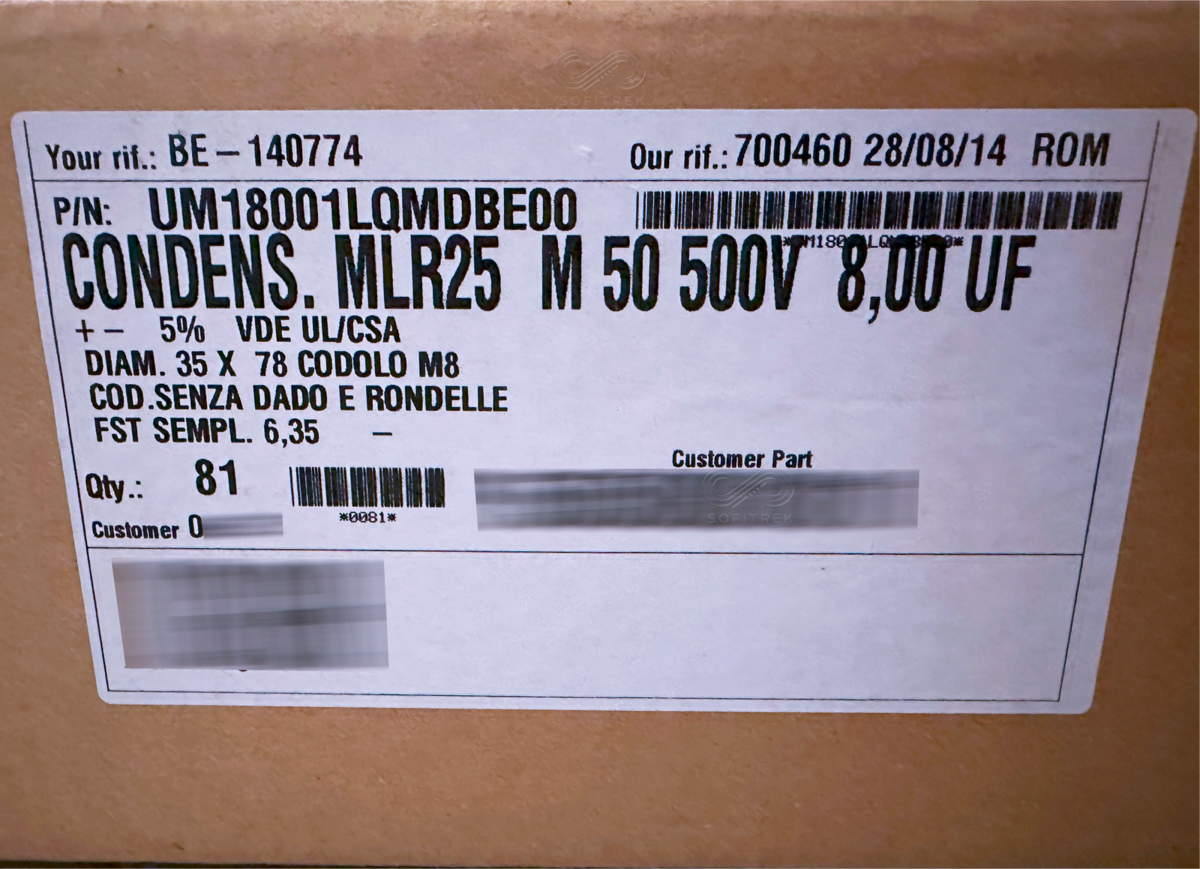 SOFITREK
Your rif.: BE-140774
Our rif.: 700460 28/08/14 ROM
P/N: UM18001LQMDBE00
CONDENS. MLR25 M 50 500V 8,00 UF
+- 5% VDE UL/CSA
DIAM. 35 X 78 CODOLO M8
COD.SENZA DADO E RONDELLE
FST SEMPL. 6,35 -
Customer Part
Qty.: 81
*0081*
SOFITREK
Customer 0